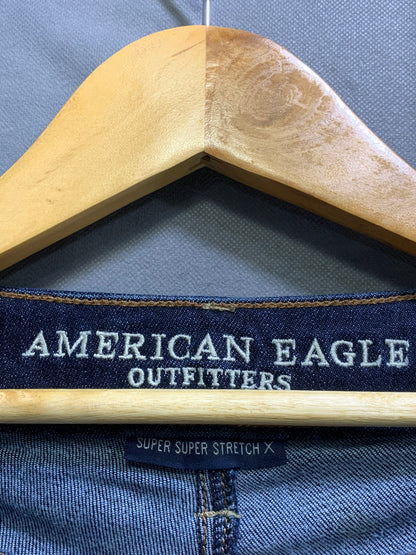 AMERICAN EAGLE
OUTFITTERS
SUPER SUPER STRETCH X